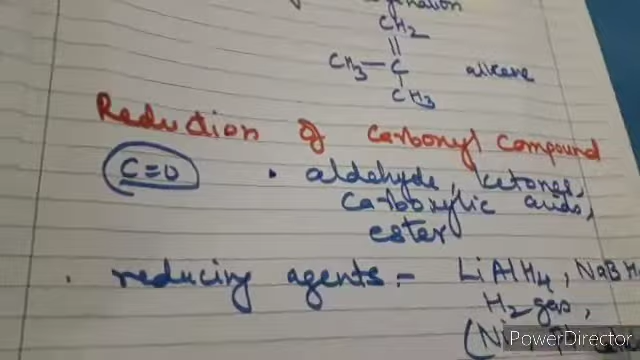 CH2
||
CH3-C alkene
CH3
Reduction of Carbonyl Compound
C=O • aldehyde, ketones,
Carboxylic acids,
ester
• reducing agents - LiAlH4, NaBH
H2 gas,
(Ni
PowerDirector